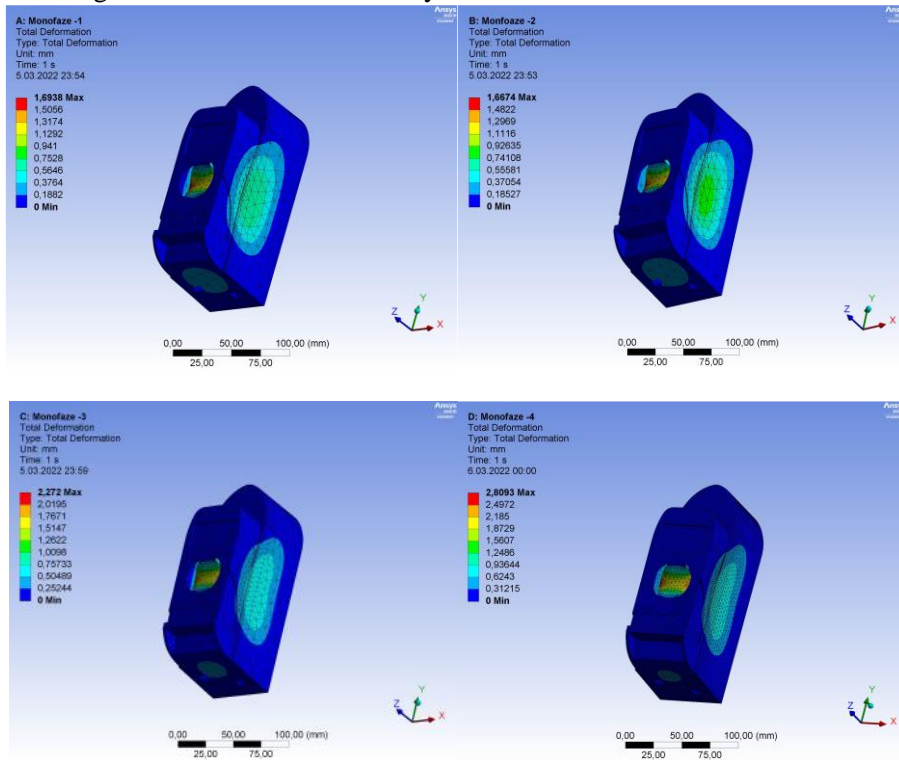 A: Monofaze -1
Total Deformation
Type: Total Deformation
Unit: mm
Time: 1 s
5.03.2022 23:54
1,6938 Max
1,5056
1,3174
1,1292
0,941
0,7528
0,5646
0,3764
0,1882
0 Min
Ansys
Z Y X
0,00 50,00 100,00 (mm)
25,00 75,00
B: Monfoaze -2
Total Deformation
Type: Total Deformation
Unit: mm
Time: 1 s
5.03.2022 23:53
1,6674 Max
1,4822
1,2969
1,1116
0,92635
0,74108
0,55581
0,37054
0,18527
0 Min
Ansys
Z Y X
0,00 50,00 100,00 (mm)
25,00 75,00
C: Monofaze -3
Total Deformation
Type: Total Deformation
Unit: mm
Time: 1 s
5.03.2022 23:59
2,272 Max
2,0195
1,7671
1,5147
1,2622
1,0098
0,75733
0,50489
0,25244
0 Min
Ansys
Z Y X
0,00 50,00 100,00 (mm)
25,00 75,00
D: Monofaze -4
Total Deformation
Type: Total Deformation
Unit: mm
Time: 1 s
6.03.2022 00:00
2,8093 Max
2,4972
2,185
1,8729
1,5607
1,2486
0,93644
0,6243
0,31215
0 Min
Ansys
Z Y X
0,00 50,00 100,00 (mm)
25,00 75,00